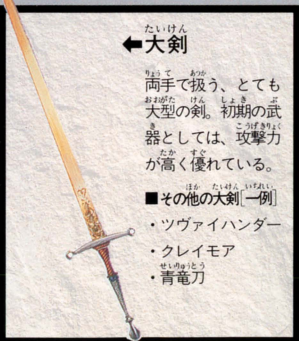 ←大剣
両手で扱う、とても
大型の剣。初期の武
器としては、攻撃力
が高く優れている。
■その他の大剣[一例]
・ツヴァイハンダー
・クレイモア
・青竜刀